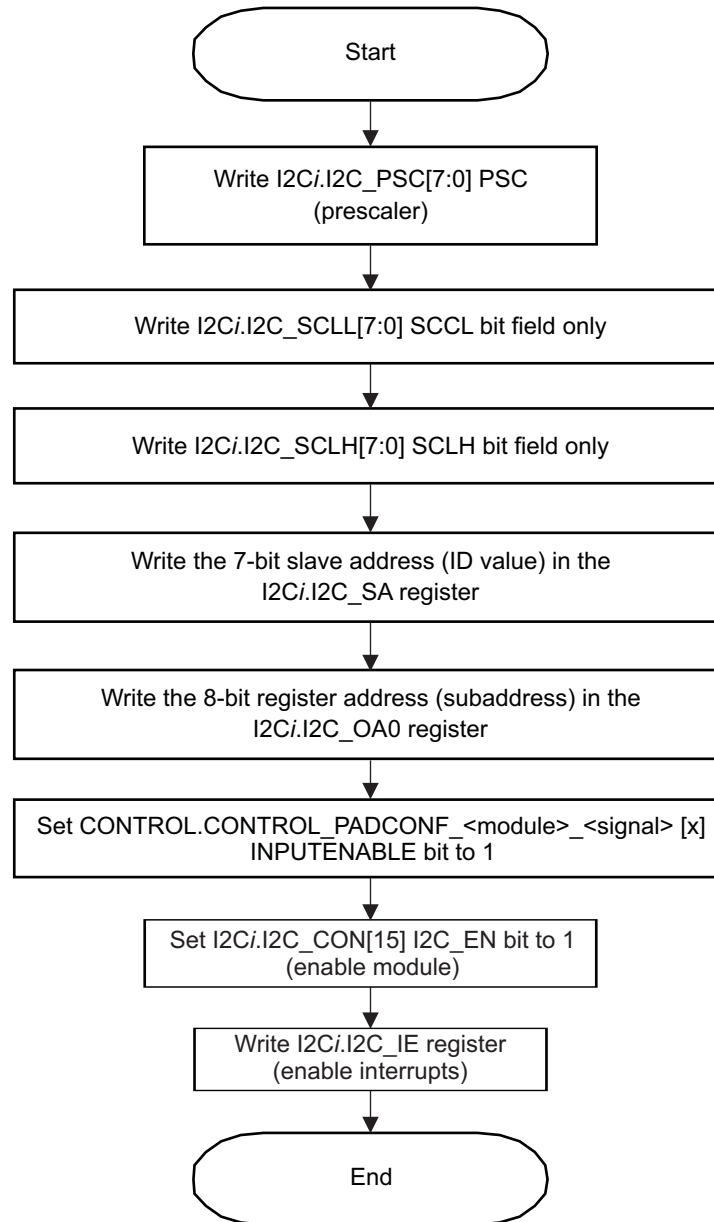 Start
Write I2Ci.I2C_PSC[7:0] PSC
(prescaler)
Write I2Ci.I2C_SCLL[7:0] SCCL bit field only
Write I2Ci.I2C_SCLH[7:0] SCLH bit field only
Write the 7-bit slave address (ID value) in the
I2Ci.I2C_SA register
Write the 8-bit register address (subaddress) in the
I2Ci.I2C_OA0 register
Set CONTROL.CONTROL_PADCONF_<module>_<signal> [x]
INPUTENABLE bit to 1
Set I2Ci.I2C_CON[15] I2C_EN bit to 1
(enable module)
Write I2Ci.I2C_IE register
(enable interrupts)
End